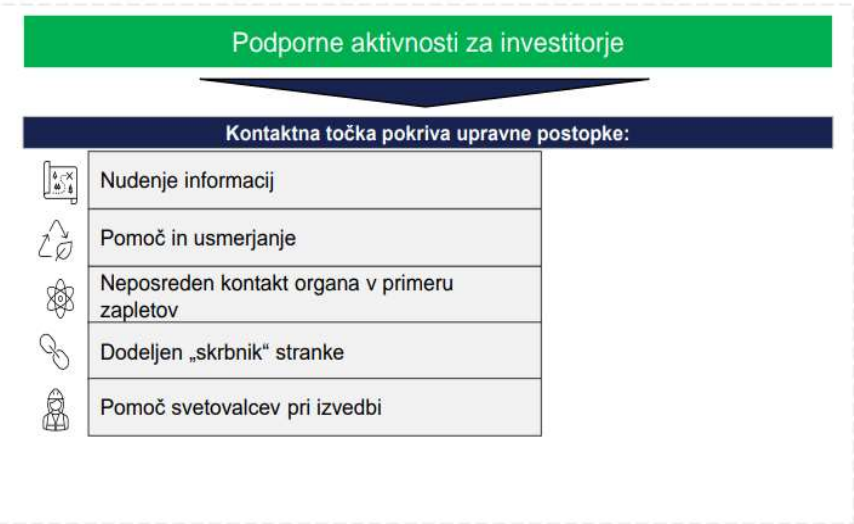 Podporne aktivnosti za investitorje
Kontaktna točka pokriva upravne postopke:
Nudenje informacij
Pomoč in usmerjanje
Neposreden kontakt organa v primeru
zapletov
Dodeljen „skrbnik“ stranke
Pomoč svetovalcev pri izvedbi